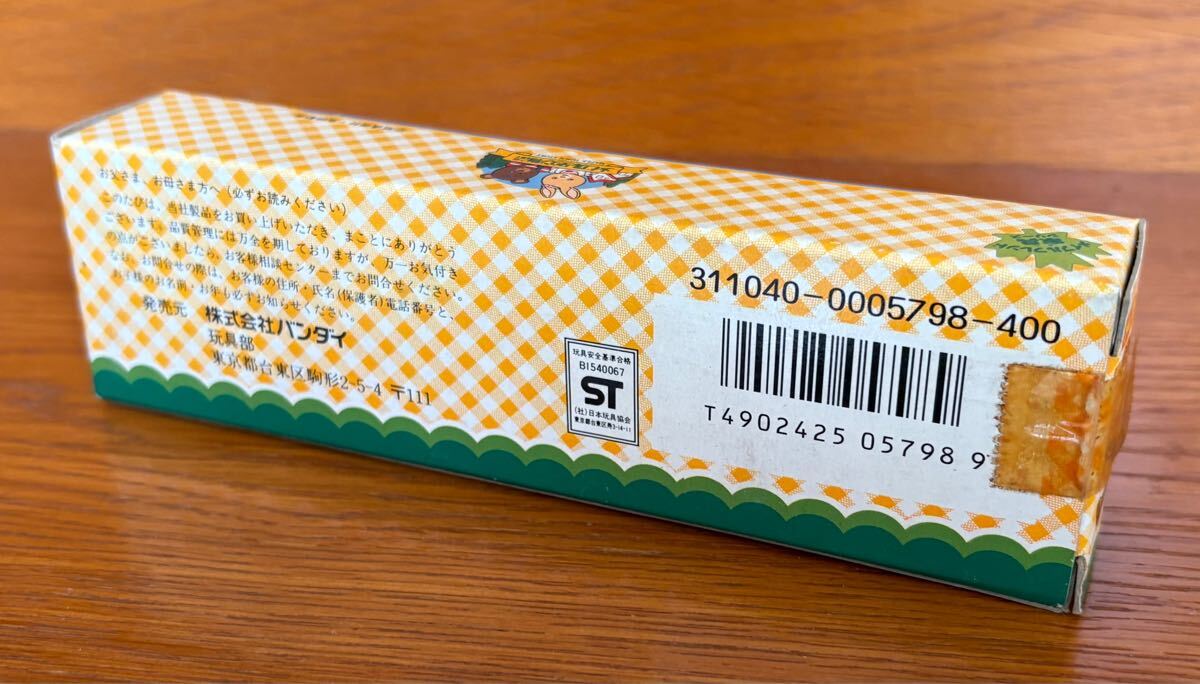 お父さま、お母さま方へ(必ずお読みください)
このたびは、当社製品をお買い上げいただき、まことにありがとう
ございます。品質管理には万全を期しておりますが、万一お気付き
の点がございましたら、お客様相談センターまでお問合せください。
なお、お問合せの際は、お客様の住所・氏名(保護者)電話番号と、
お子様のお名前・お年も必ずお知らせください。
発売元 株式会社バンダイ
玩具部
東京都台東区駒形2-5-4 〒111
玩具安全基準合格
BI540067
ST
(社)日本玩具協会
東京都台東区寿3-14-11
311040-0005798-400
T4902425 05798 9